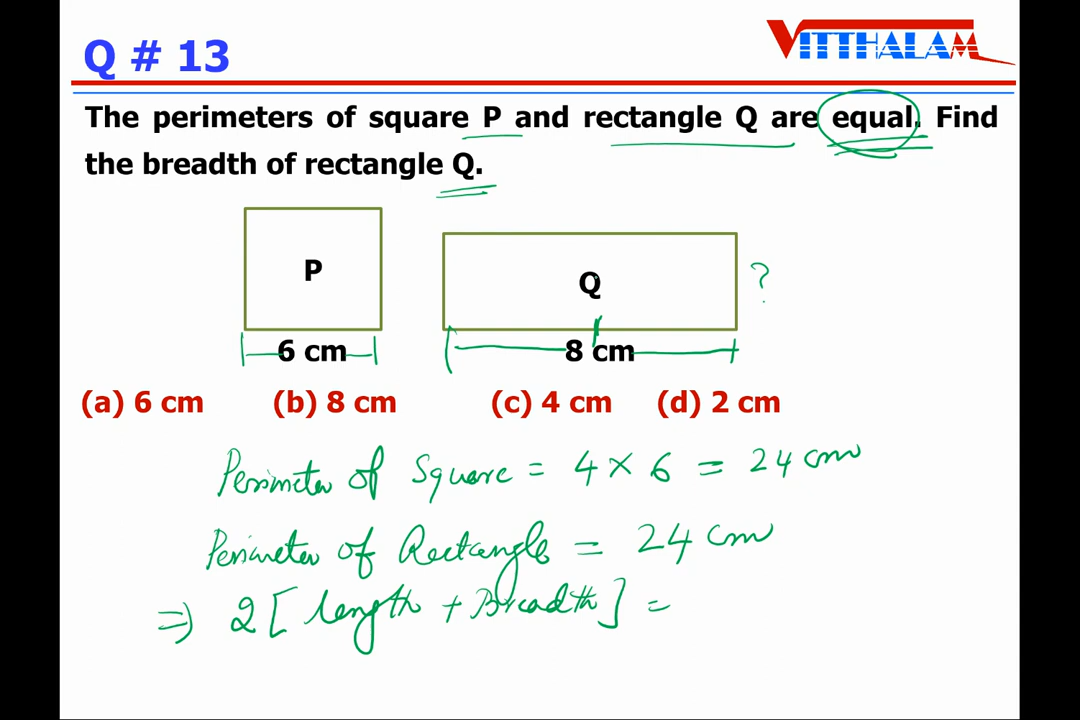 Q # 13
VITTHALAM
The perimeters of square P and rectangle Q are equal. Find
the breadth of rectangle Q.
P
Q
?
6 cm
8 cm
(a) 6 cm (b) 8 cm (c) 4 cm (d) 2 cm
Perimeter of Square = 4 × 6 = 24 cm
Perimeter of Rectangle = 24 cm
⇒ 2 [ length + Breadth ] =